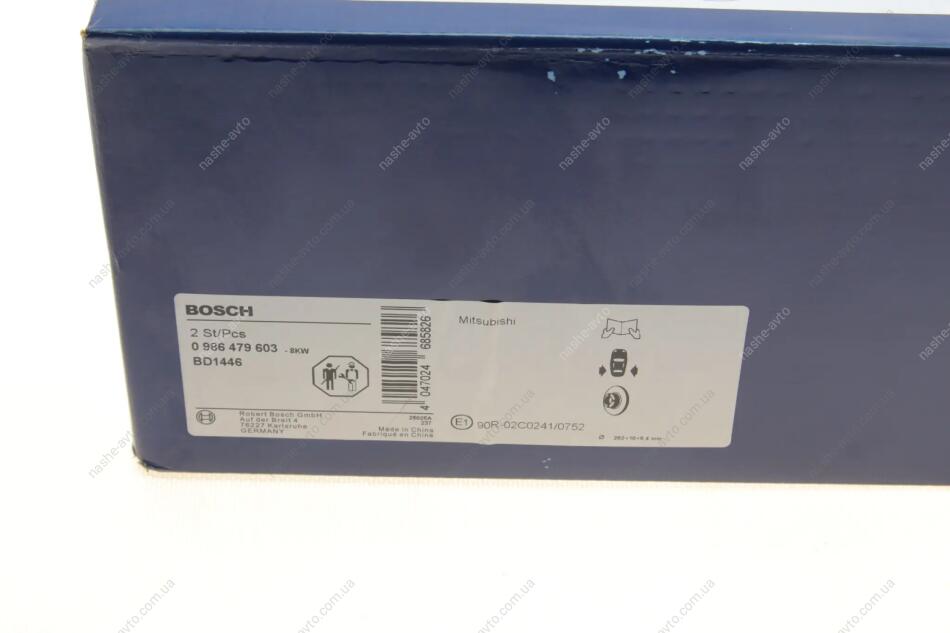 BOSCH
2 St/Pcs
0 986 479 603 - 8KW
BD1446
Robert Bosch GmbH
Auf der Breit 4
76227 Karlsruhe
GERMANY
237
Made in China
Fabriqué en Chine
4 047024 685826
Mitsubishi
E1 90R-02C0241/0752
nashe-avto
nashe-avto.com.ua